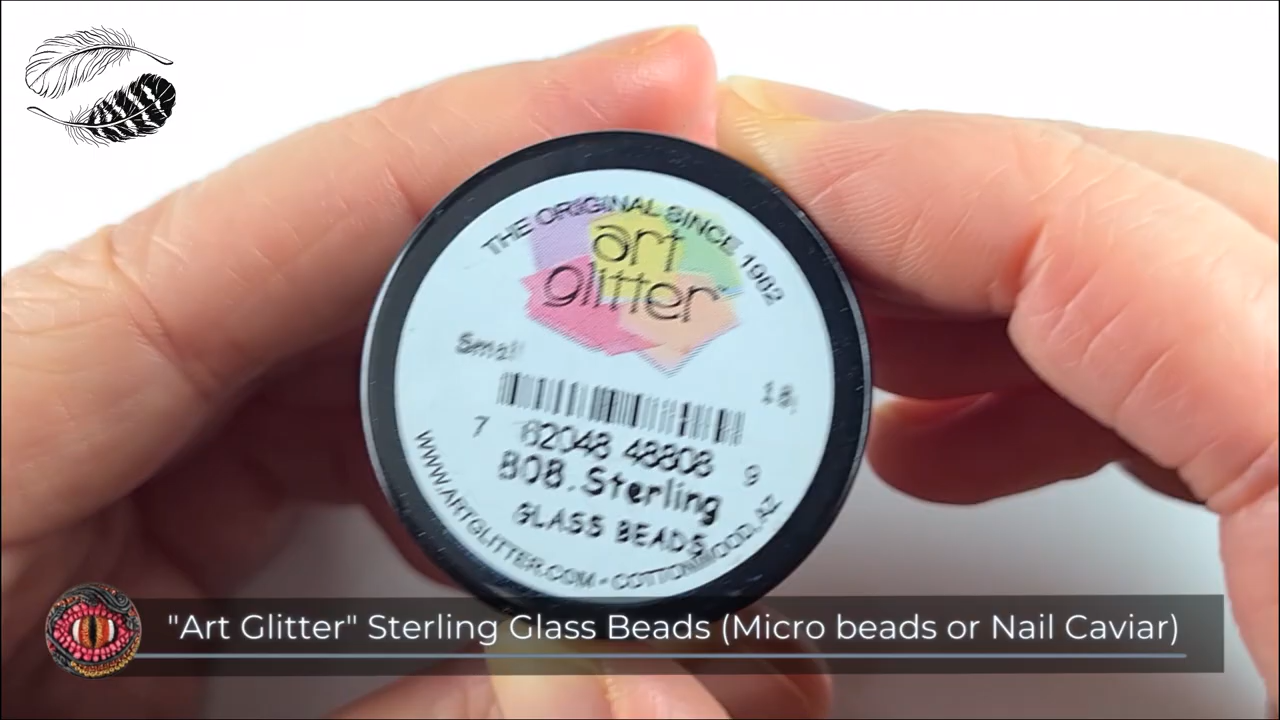 THE ORIGINAL SINCE 1982
art
glitter
Small
18.
7 62048 48808 9
808.Sterling
GLASS BEADS
WWW.ARTGLITTER.COM • COTTONWOOD, AZ
"Art Glitter" Sterling Glass Beads (Micro beads or Nail Caviar)